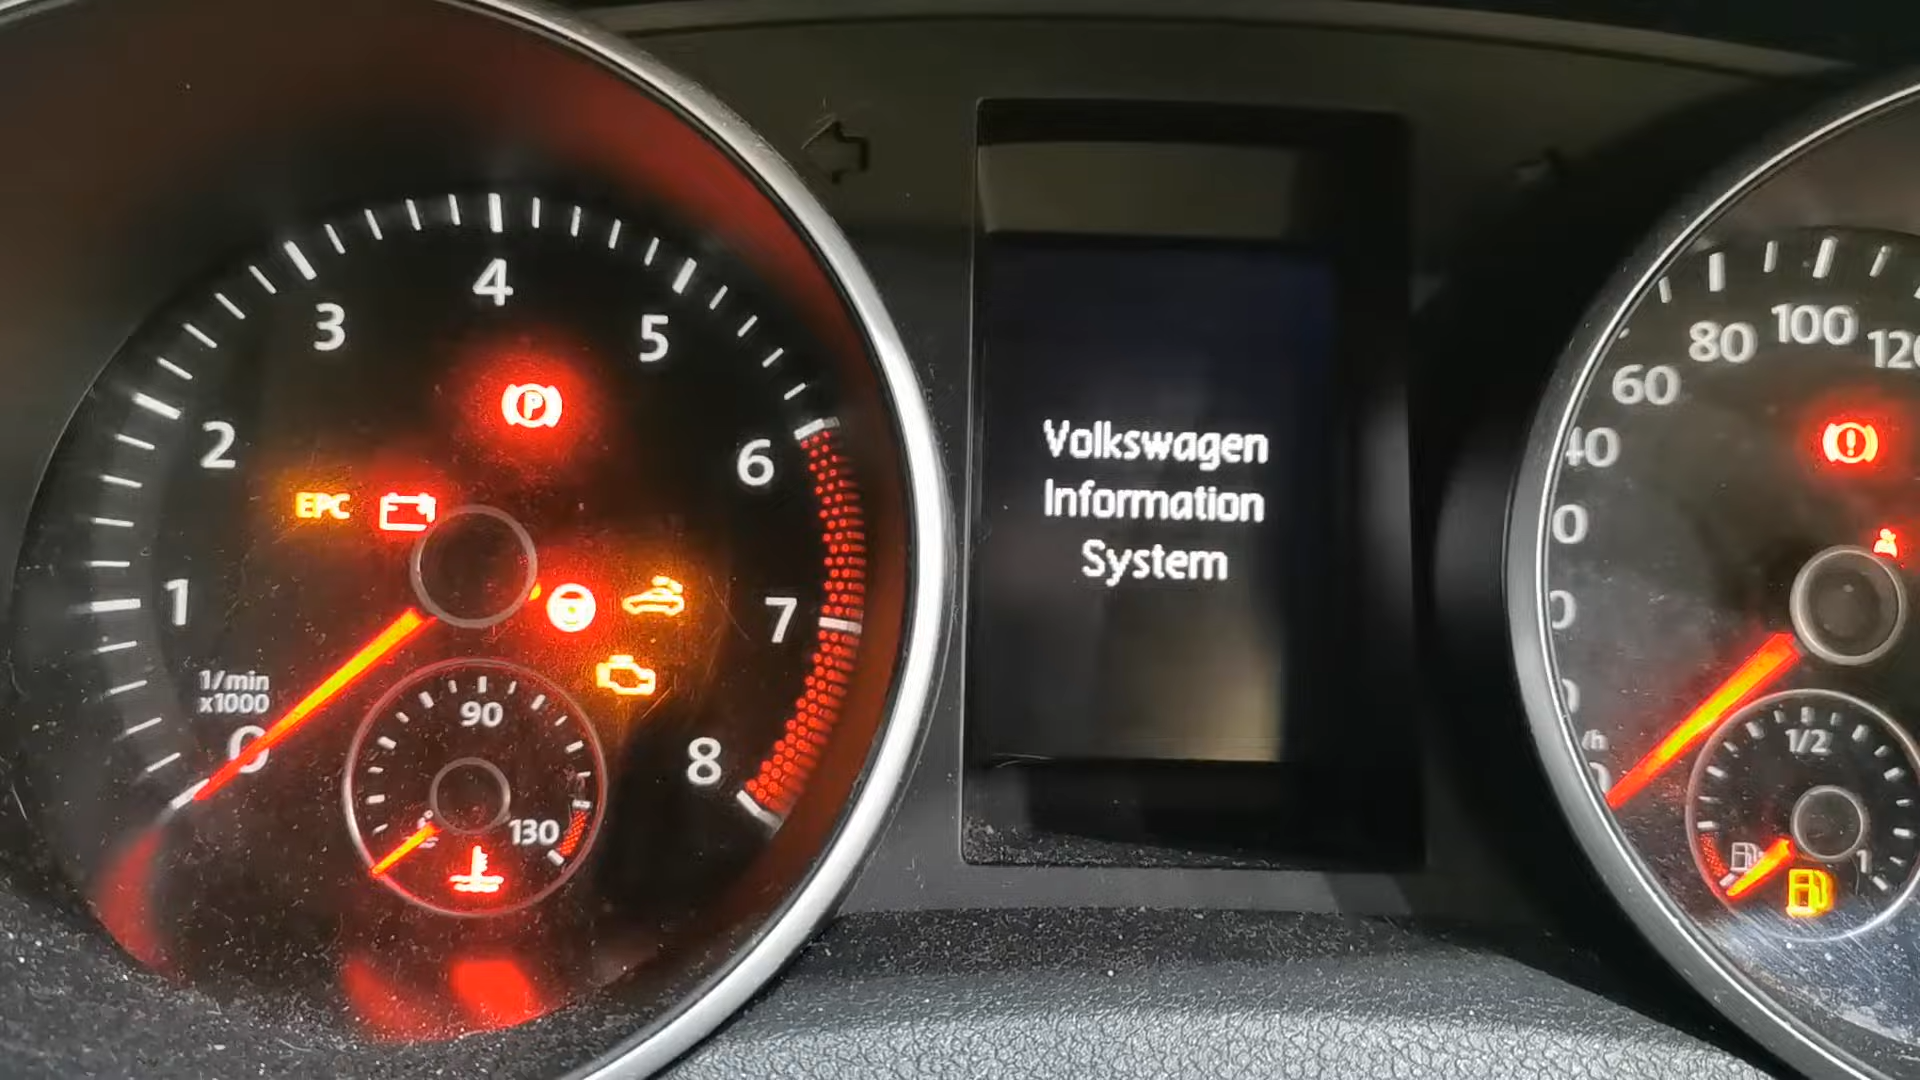 4
3
5
2
6
EPC
1
7
1/min
x1000
0
8
90
130
Volkswagen
Information
System
80
100
60
1/2
1